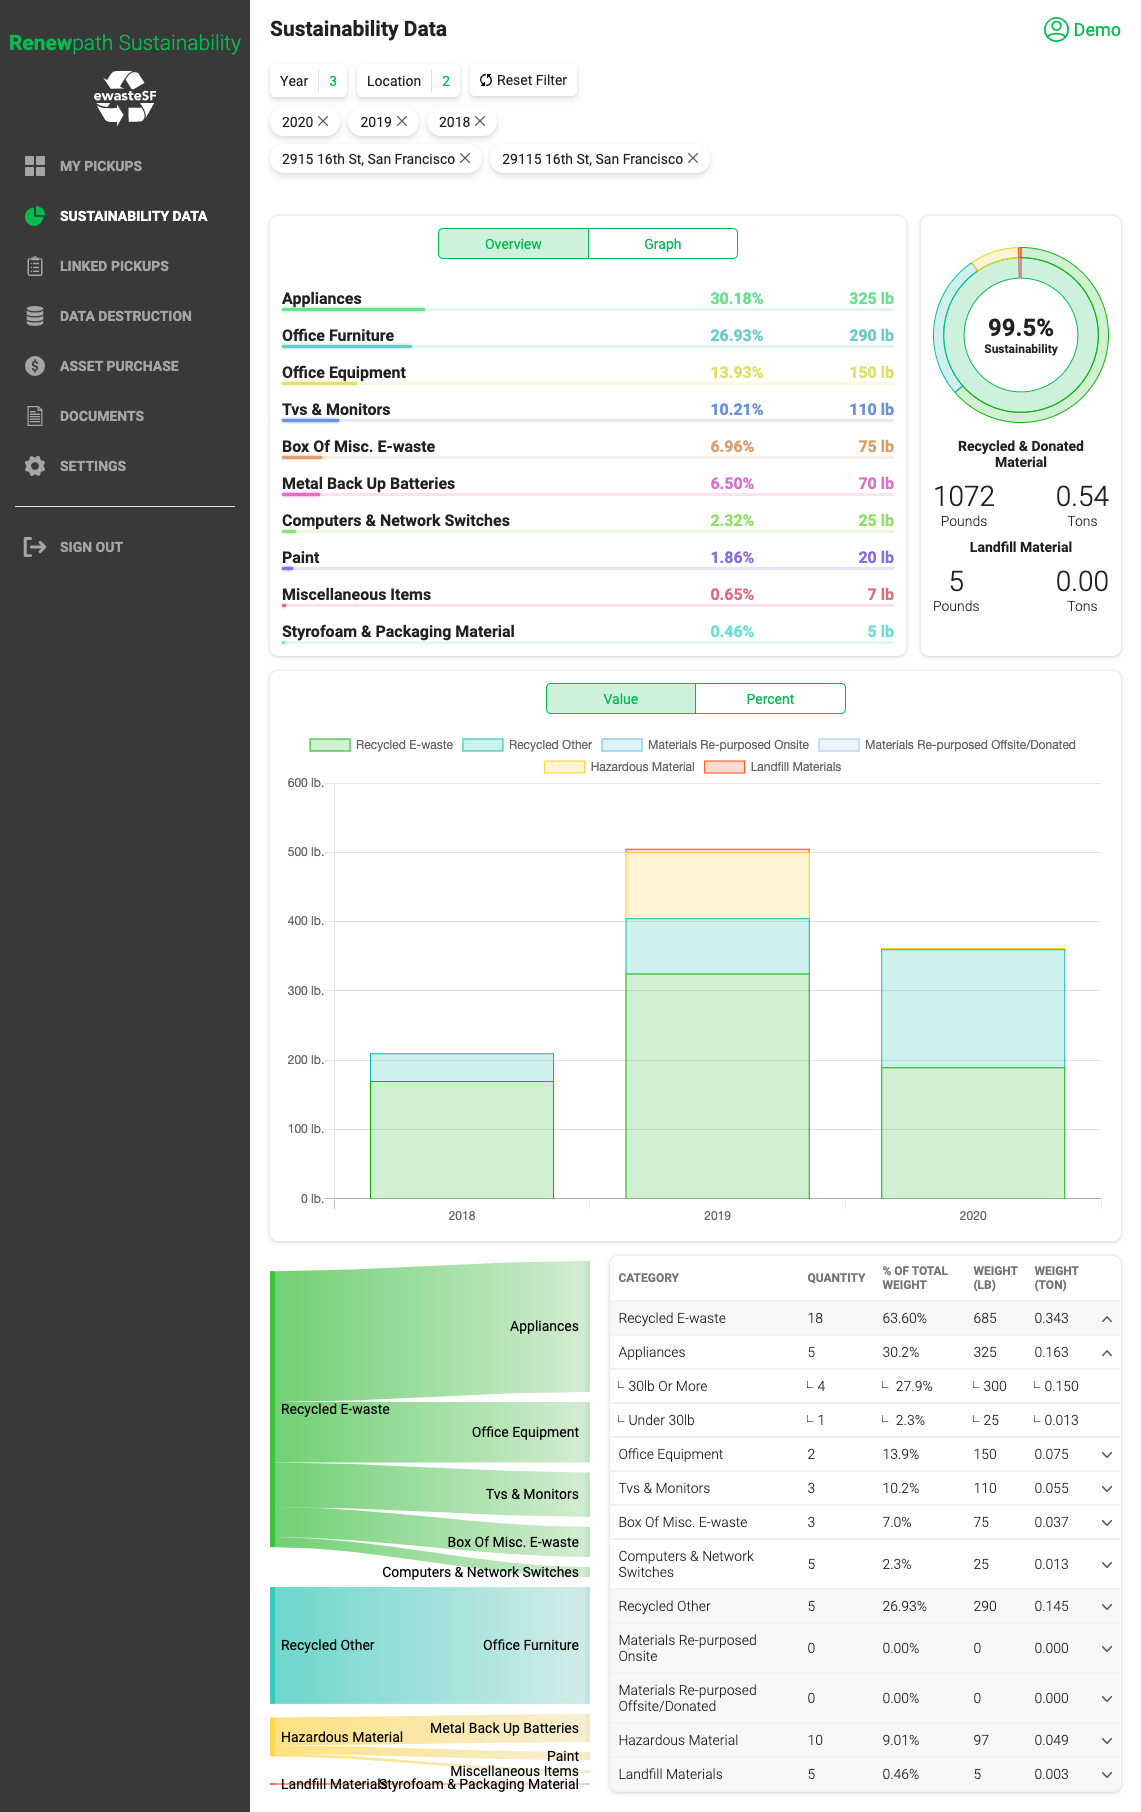 Renewpath Sustainability
ewasteSF
MY PICKUPS
SUSTAINABILITY DATA
LINKED PICKUPS
DATA DESTRUCTION
ASSET PURCHASE
DOCUMENTS
SETTINGS
SIGN OUT
Sustainability Data
Demo
Year 3 Location 2 Reset Filter
2020 2019 2018
2915 16th St, San Francisco 29115 16th St, San Francisco
Overview Graph
Appliances 30.18% 325 lb
Office Furniture 26.93% 290 lb
Office Equipment 13.93% 150 lb
Tvs & Monitors 10.21% 110 lb
Box Of Misc. E-waste 6.96% 75 lb
Metal Back Up Batteries 6.50% 70 lb
Computers & Network Switches 2.32% 25 lb
Paint 1.86% 20 lb
Miscellaneous Items 0.65% 7 lb
Styrofoam & Packaging Material 0.46% 5 lb
99.5%
Sustainability
Recycled & Donated
Material
1072 0.54
Pounds Tons
Landfill Material
5 0.00
Pounds Tons
Value Percent
Recycled E-waste Recycled Other Materials Re-purposed Onsite Materials Re-purposed Offsite/Donated
Hazardous Material Landfill Materials
600 lb.
500 lb.
400 lb.
300 lb.
200 lb.
100 lb.
0 lb.
2018 2019 2020
Appliances
Recycled E-waste
Office Equipment
Tvs & Monitors
Box Of Misc. E-waste
Computers & Network Switches
Recycled Other Office Furniture
Metal Back Up Batteries
Hazardous Material
Paint
Miscellaneous Items
Landfill Materials Styrofoam & Packaging Material
CATEGORY QUANTITY % OF TOTAL WEIGHT WEIGHT (LB) WEIGHT (TON)
Recycled E-waste 18 63.60% 685 0.343
Appliances 5 30.2% 325 0.163
30lb Or More 4 27.9% 300 0.150
Under 30lb 1 2.3% 25 0.013
Office Equipment 2 13.9% 150 0.075
Tvs & Monitors 3 10.2% 110 0.055
Box Of Misc. E-waste 3 7.0% 75 0.037
Computers & Network
Switches 5 2.3% 25 0.013
Recycled Other 5 26.93% 290 0.145
Materials Re-purposed
Onsite 0 0.00% 0 0.000
Materials Re-purposed
Offsite/Donated 0 0.00% 0 0.000
Hazardous Material 10 9.01% 97 0.049
Landfill Materials 5 0.46% 5 0.003